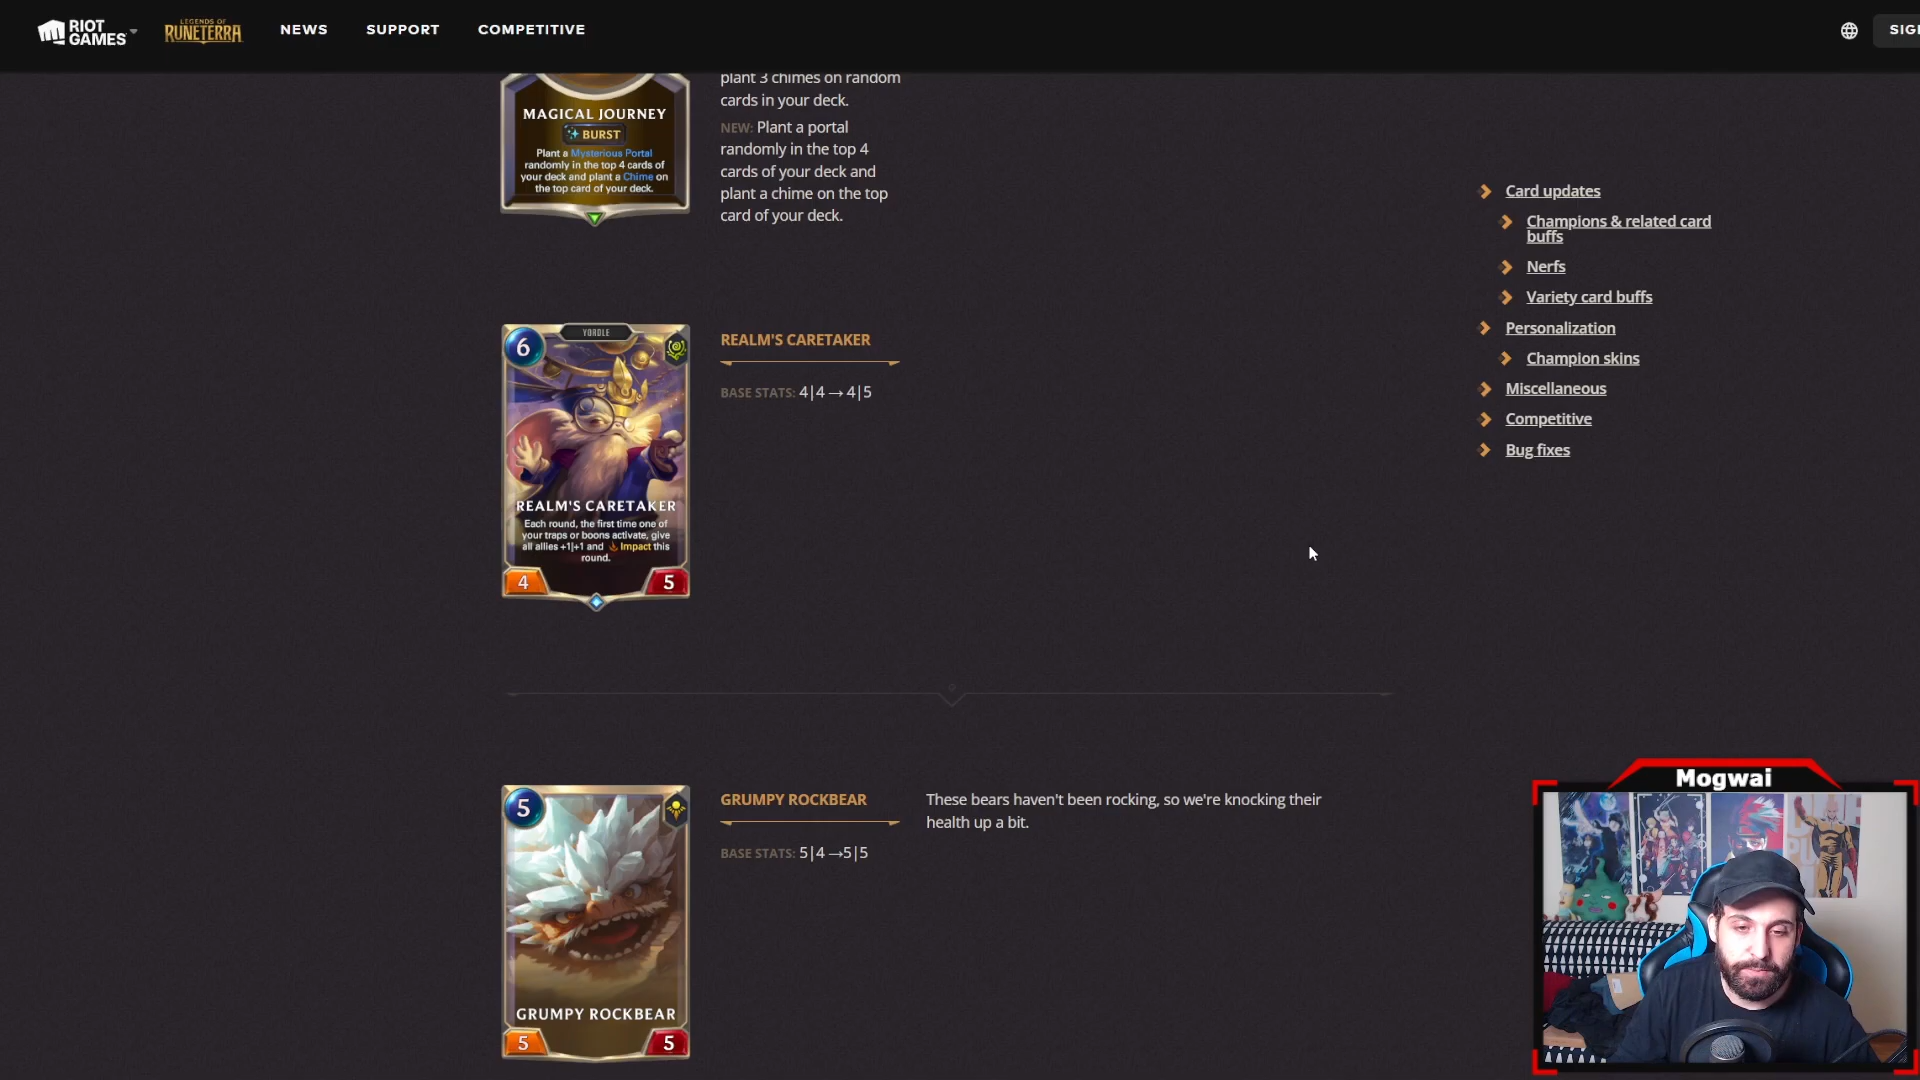 RIOT
GAMES
LEGENDS OF
RUNETERRA
NEWS
SUPPORT
COMPETITIVE
SIG
MAGICAL JOURNEY
BURST
Plant a Mysterious Portal
randomly in the top 4 cards of
your deck and plant a Chime on
the top card of your deck.
plant 3 chimes on random
cards in your deck.
NEW: Plant a portal
randomly in the top 4
cards of your deck and
plant a chime on the top
card of your deck.
Card updates
Champions & related card
buffs
Nerfs
Variety card buffs
Personalization
Champion skins
Miscellaneous
Competitive
Bug fixes
YORDLE
6
REALM'S CARETAKER
Each round, the first time one of
your traps or boons activate, give
all allies +1|+1 and Impact this
round.
4
5
REALM'S CARETAKER
BASE STATS: 4|4 → 4|5
5
GRUMPY ROCKBEAR
5
5
GRUMPY ROCKBEAR
BASE STATS: 5|4 →5|5
These bears haven't been rocking, so we're knocking their
health up a bit.
Mogwai